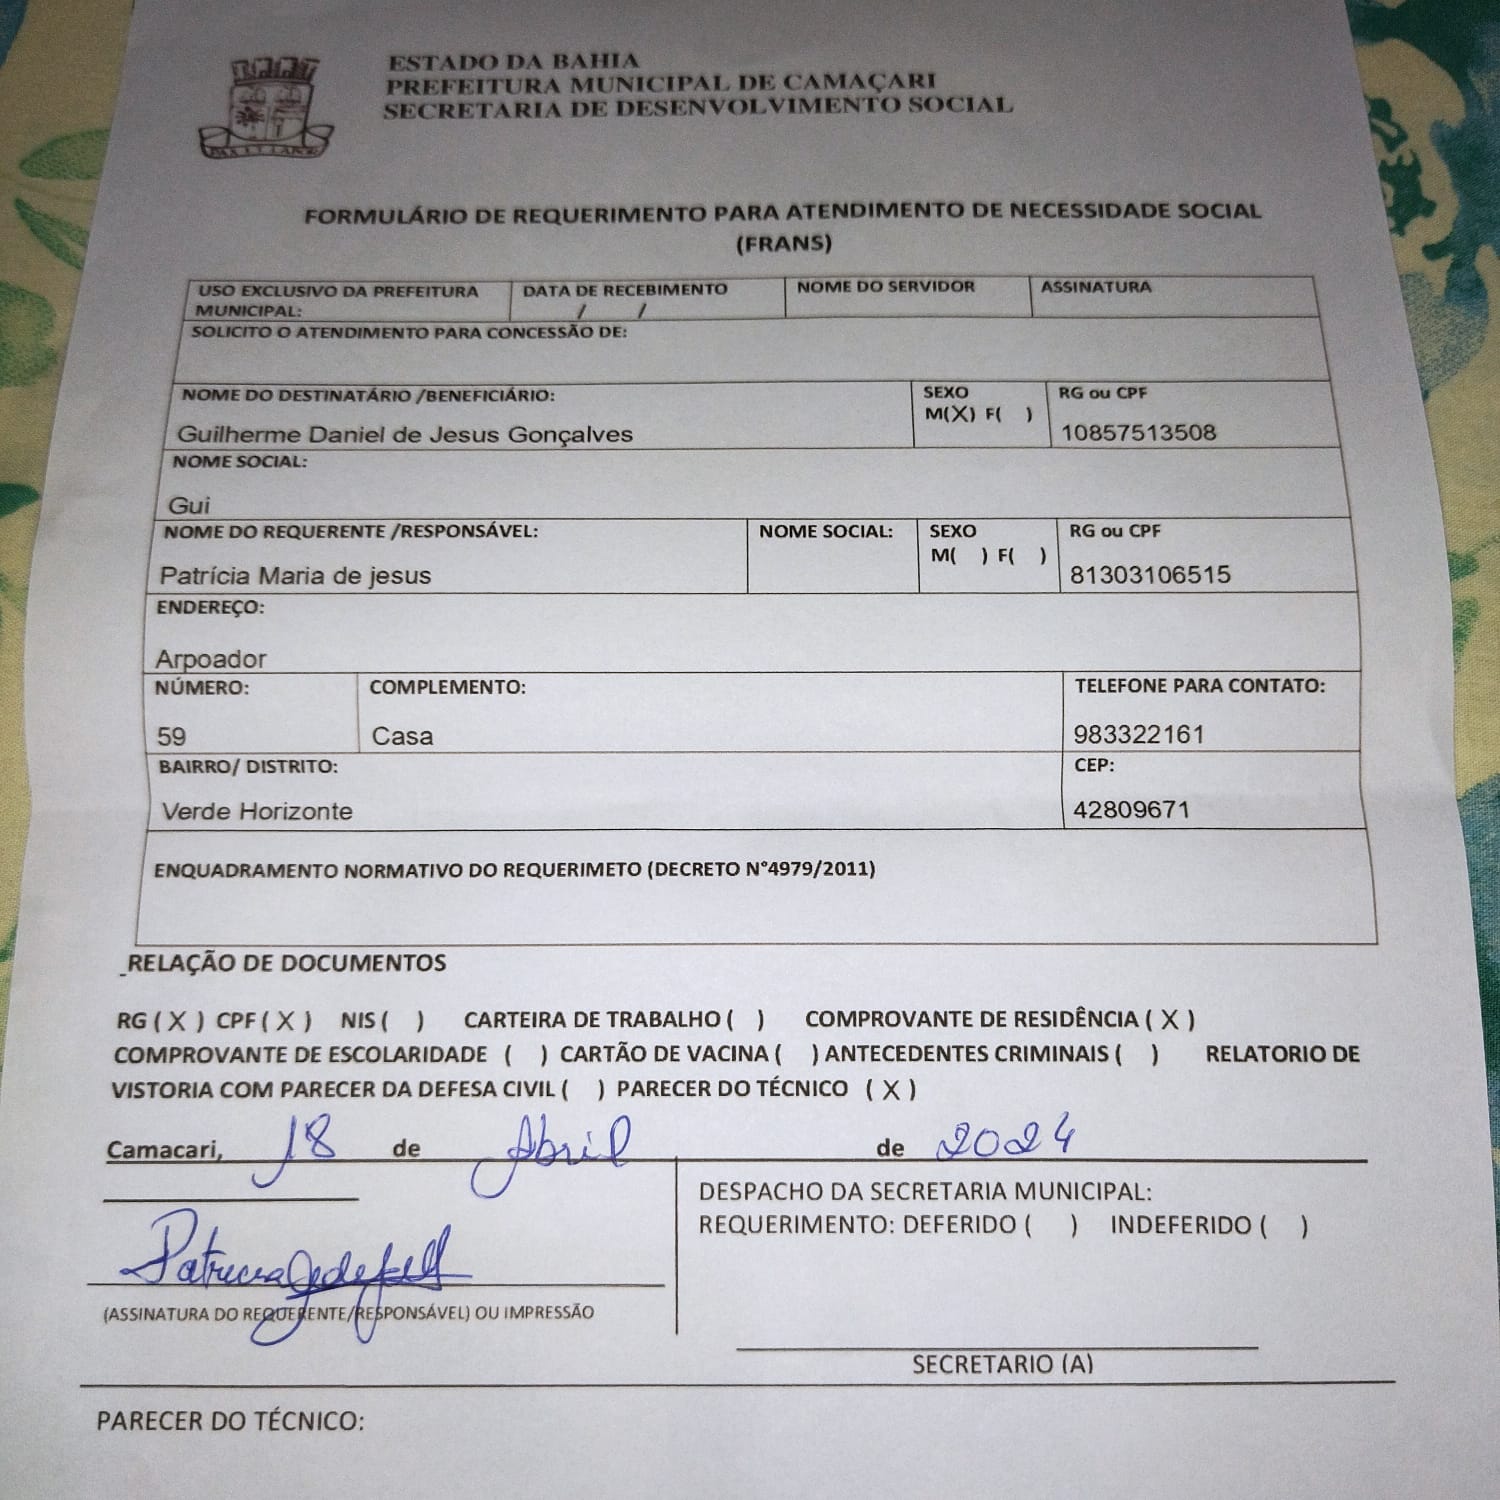 ESTADO DA BAHIA
PREFEITURA MUNICIPAL DE CAMAÇARI
SECRETARIA DE DESENVOLVIMENTO SOCIAL
FORMULÁRIO DE REQUERIMENTO PARA ATENDIMENTO DE NECESSIDADE SOCIAL
(FRANS)
USO EXCLUSIVO DA PREFEITURA MUNICIPAL: DATA DE RECEBIMENTO / / NOME DO SERVIDOR ASSINATURA
SOLICITO O ATENDIMENTO PARA CONCESSÃO DE:
NOME DO DESTINATÁRIO /BENEFICIÁRIO: SEXO RG ou CPF
M(X) F( )
Guilherme Daniel de Jesus Gonçalves 10857513508
NOME SOCIAL:
Gui
NOME DO REQUERENTE /RESPONSÁVEL: NOME SOCIAL: SEXO RG ou CPF
M( ) F( )
Patrícia Maria de jesus 81303106515
ENDEREÇO:
Arpoador
NÚMERO: COMPLEMENTO: TELEFONE PARA CONTATO:
59 Casa 983322161
BAIRRO/ DISTRITO: CEP:
Verde Horizonte 42809671
ENQUADRAMENTO NORMATIVO DO REQUERIMETO (DECRETO N°4979/2011)
RELAÇÃO DE DOCUMENTOS
RG ( X ) CPF ( X ) NIS ( ) CARTEIRA DE TRABALHO ( ) COMPROVANTE DE RESIDÊNCIA ( X )
COMPROVANTE DE ESCOLARIDADE ( ) CARTÃO DE VACINA ( ) ANTECEDENTES CRIMINAIS ( ) RELATORIO DE
VISTORIA COM PARECER DA DEFESA CIVIL ( ) PARECER DO TÉCNICO ( X )
Camacari, 18 de Abril de 2024
DESPACHO DA SECRETARIA MUNICIPAL:
REQUERIMENTO: DEFERIDO ( ) INDEFERIDO ( )
Patricia
(ASSINATURA DO REQUERENTE/RESPONSÁVEL) OU IMPRESSÃO
SECRETARIO (A)
PARECER DO TÉCNICO: